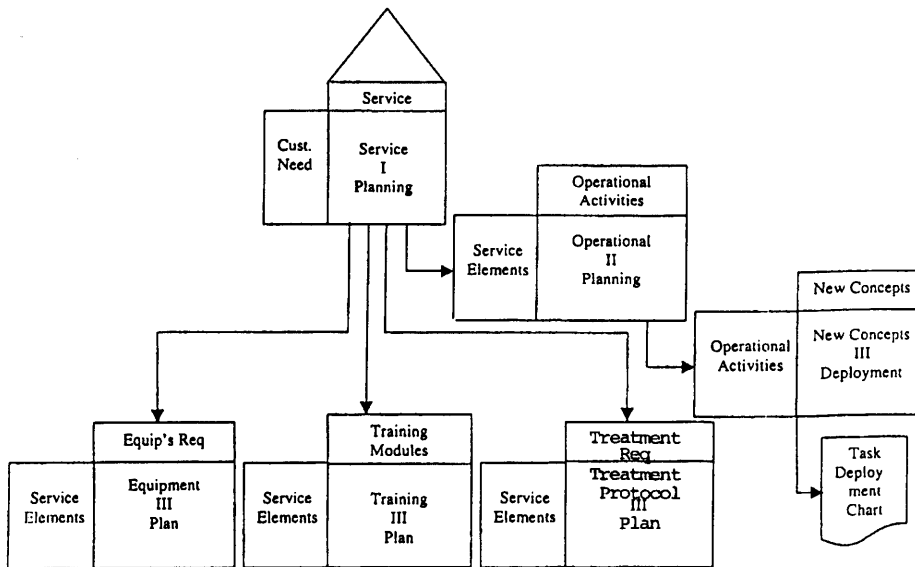 Service
Cust.
Need
Service
I
Planning
Operational
Activities
Service
Elements
Operational
II
Planning
New Concepts
Operational
Activities
New Concepts
III
Deployment
Equip's Req
Service
Elements
Equipment
III
Plan
Training
Modules
Service
Elements
Training
III
Plan
Treatment
Req
Service
Elements
Treatment
Protocol
III
Plan
Task
Deploy
ment
Chart